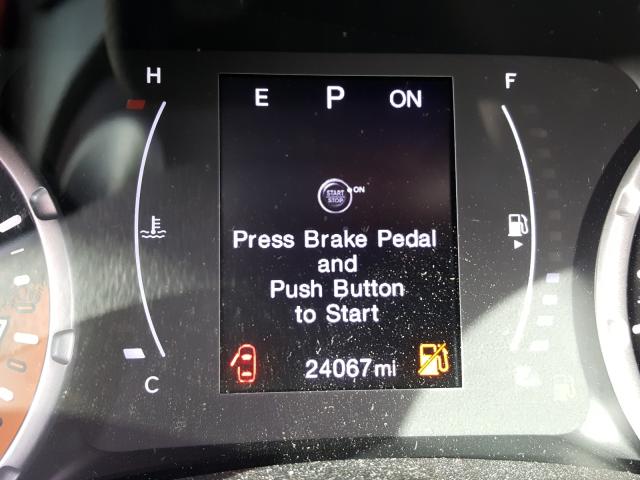 H
F
E P ON
START
STOP
ON
Press Brake Pedal
and
Push Button
to Start
24067mi
C